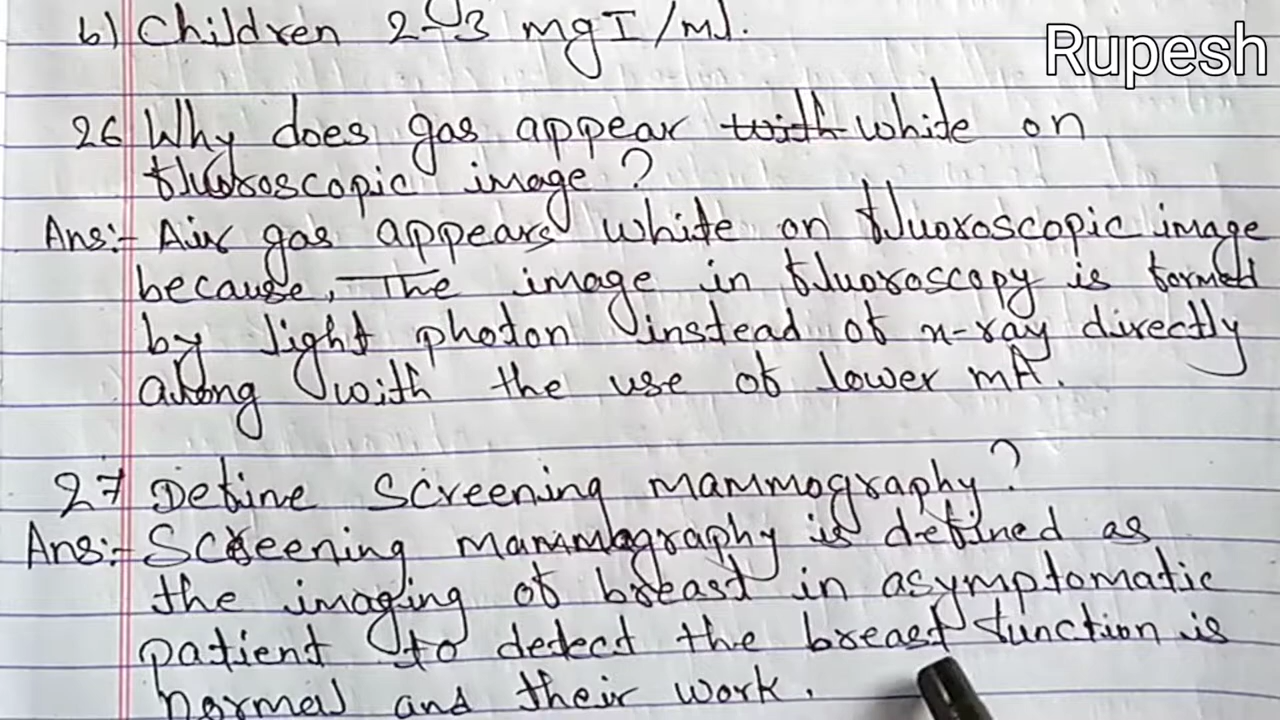 b) Children 2-3 mgI/ml.
Rupesh
26 Why does gas appear with white on
fluoroscopic image ?
Ans:- Air gas appears white on fluoroscopic image
because, The image in fluoroscopy is formed
by light photon instead of x-ray directly
along with the use of lower mA.
27 Define screening mammography?
Ans:- Screening mammography is defined as
the imaging of breast in asymptomatic
patient to detect the breast function is
normal and their work.